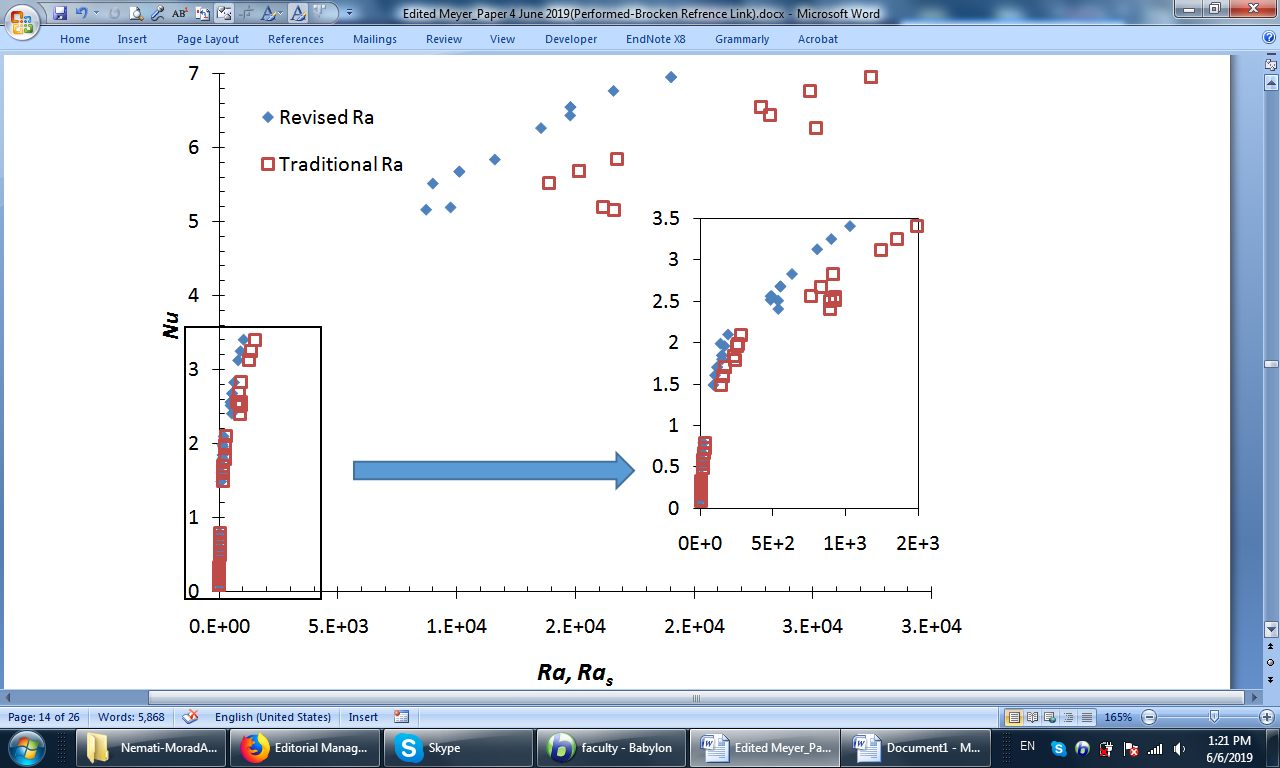 Edited Meyer_Paper 4 June 2019(Performed-Brocken Refrence Link).docx - Microsoft Word
Home Insert Page Layout References Mailings Review View Developer EndNote X8 Grammarly Acrobat
7
Revised Ra
6
Traditional Ra
5
4
Nu
3
2
1
0
0.E+00 5.E+03 1.E+04 2.E+04 2.E+04 3.E+04 3.E+04
Ra, Ras
3.5
3
2.5
2
1.5
1
0.5
0
0E+0 5E+2 1E+3 2E+3
Page: 14 of 26 Words: 5,868 English (United States) Insert 165%
Nemati-MoradA... Editorial Manag... Skype faculty - Babylon Edited Meyer_Pa... Document1 - M... EN 1:21 PM
6/6/2019